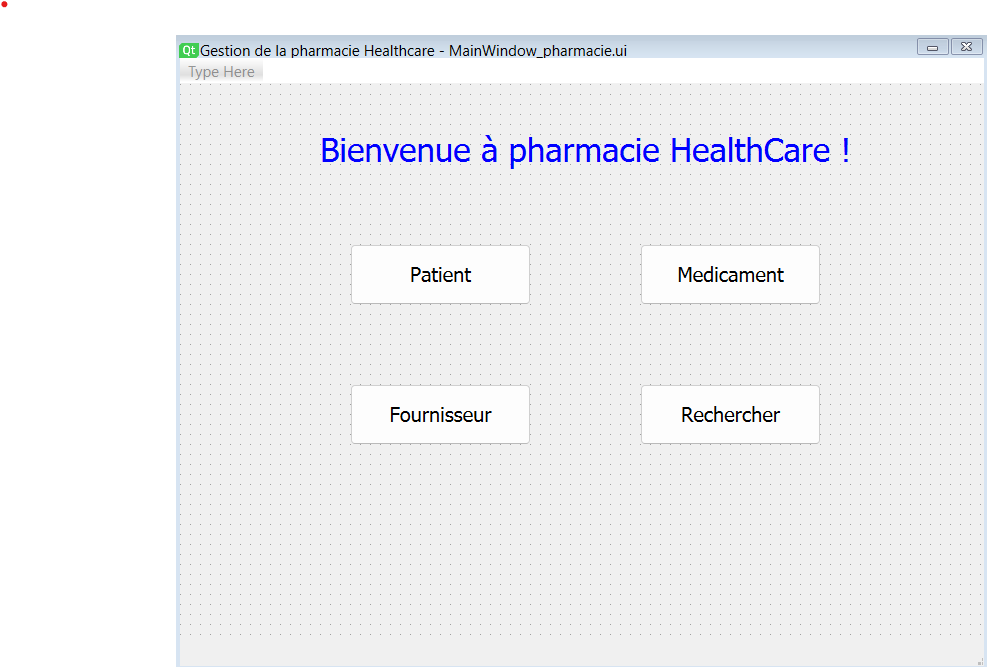 Qt Gestion de la pharmacie Healthcare - MainWindow_pharmacie.ui
Type Here
Bienvenue à pharmacie HealthCare !
Patient Medicament
Fournisseur Rechercher